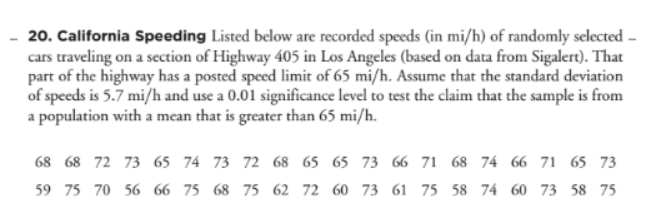 20. California Speeding Listed below are recorded speeds (in mi/h) of randomly selected
cars traveling on a section of Highway 405 in Los Angeles (based on data from Sigalert). That
part of the highway has a posted speed limit of 65 mi/h. Assume that the standard deviation
of speeds is 5.7 mi/h and use a 0.01 significance level to test the claim that the sample is from
a population with a mean that is greater than 65 mi/h.
68 68 72 73 65 74 73 72 68 65 65 73 66 71 68 74 66 71 65 73
59 75 70 56 66 75 68 75 62 72 60 73 61 75 58 74 60 73 58 75